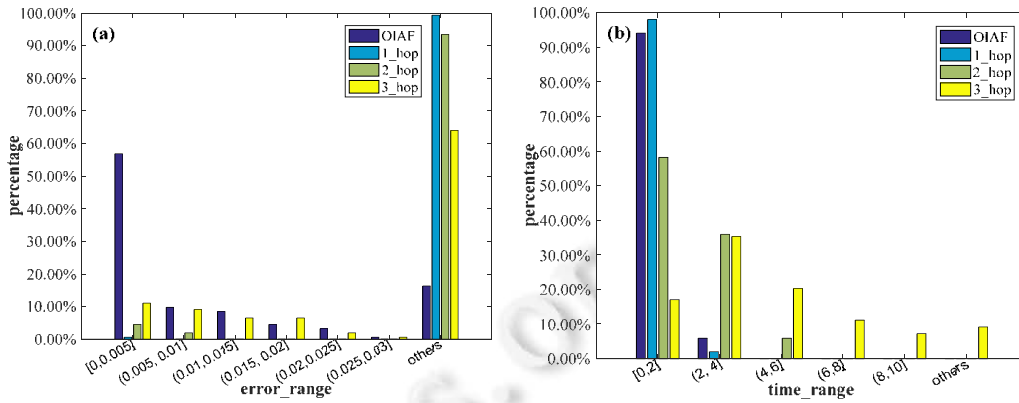 (a)
OIAF
1_hop
2_hop
3_hop
percentage
100.00%
90.00%
80.00%
70.00%
60.00%
50.00%
40.00%
30.00%
20.00%
10.00%
0.00%
[0,0.005]
(0.005, 0.01]
(0.01,0.015]
(0.015, 0.02]
(0.02,0.025]
(0.025,0.03]
others
error_range
(b)
OIAF
1_hop
2_hop
3_hop
percentage
100.00%
90.00%
80.00%
70.00%
60.00%
50.00%
40.00%
30.00%
20.00%
10.00%
0.00%
[0,2]
(2, 4]
(4,6]
(6,8]
(8,10]
others
time_range